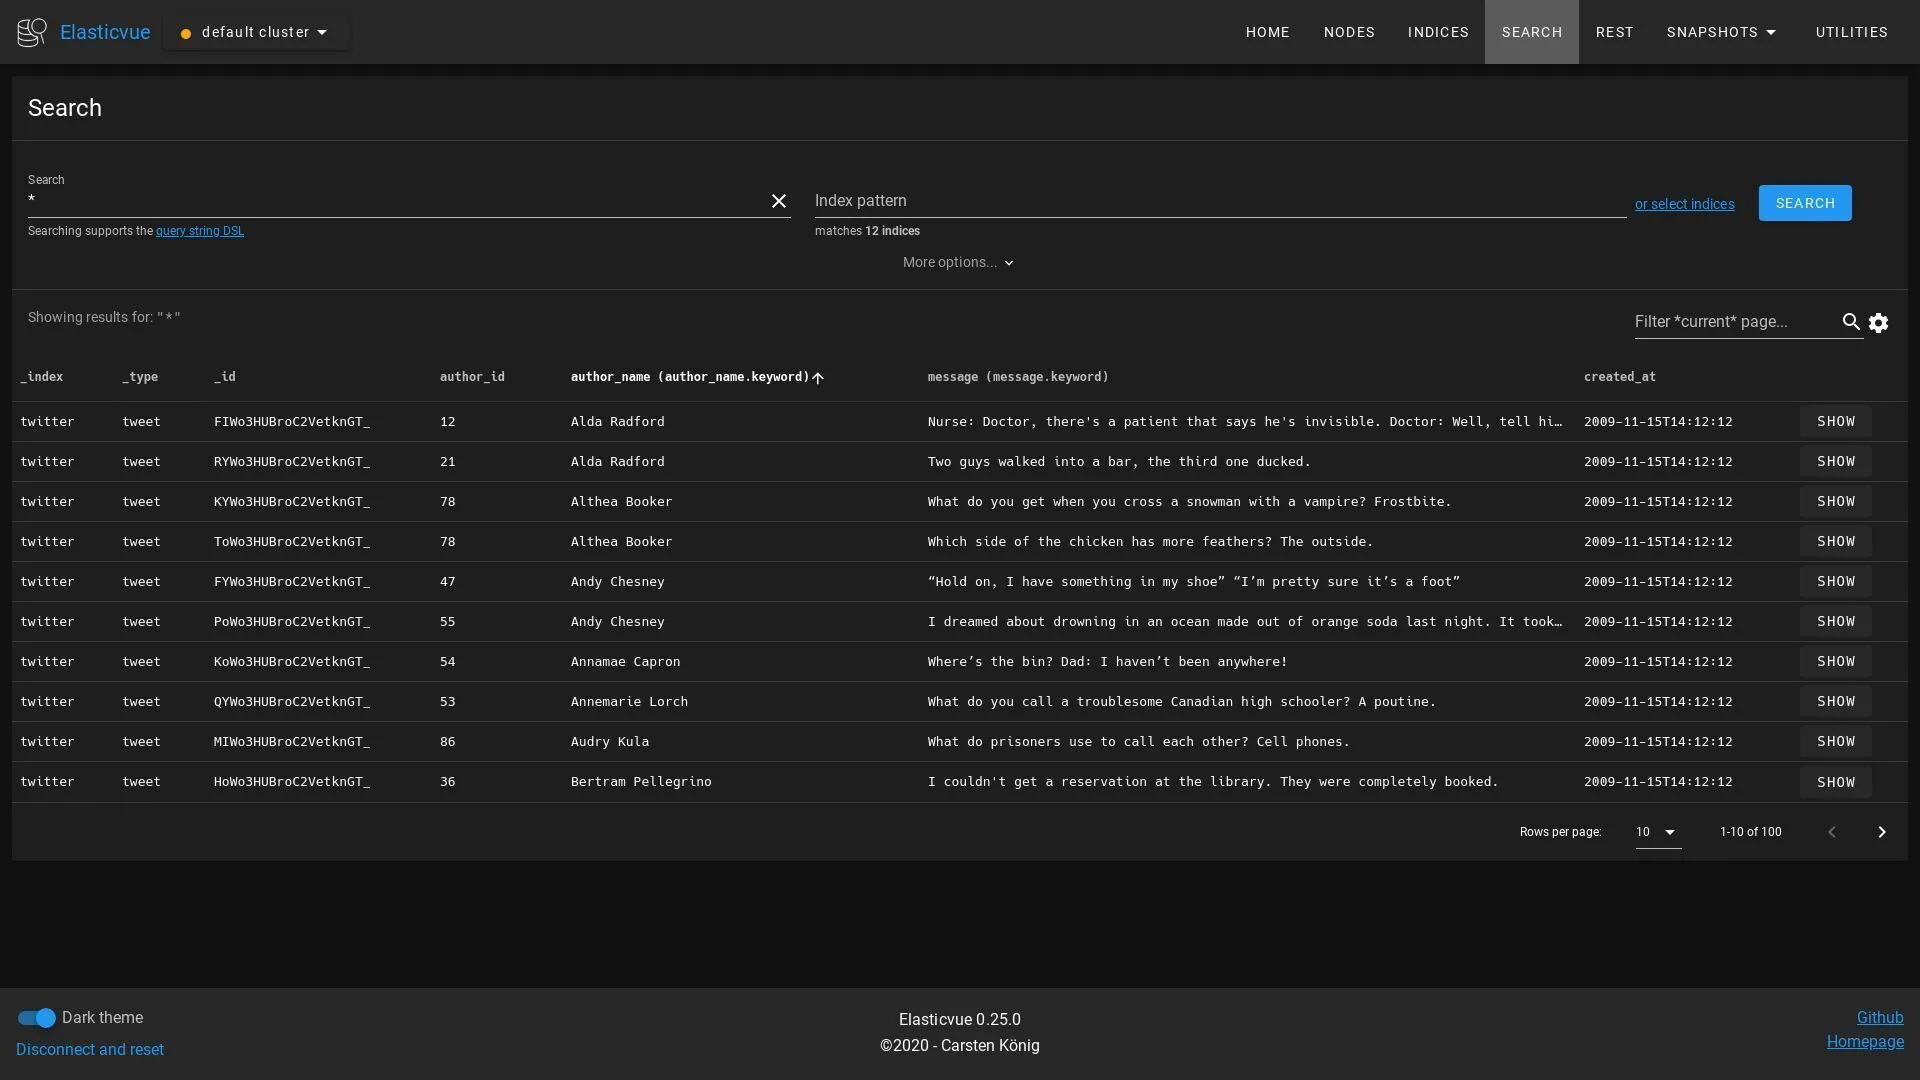 Elasticvue default cluster HOME NODES INDICES SEARCH REST SNAPSHOTS UTILITIES
Search
Search
*
Index pattern
or select indices
SEARCH
Searching supports the query string DSL
matches 12 indices
More options...
Showing results for: "*"
Filter *current* page...
_index _type _id author_id author_name (author_name.keyword) message (message.keyword) created_at
twitter tweet FIWo3HUBroC2VetknGT_ 12 Alda Radford Nurse: Doctor, there's a patient that says he's invisible. Doctor: Well, tell hi… 2009-11-15T14:12:12 SHOW
twitter tweet RYWo3HUBroC2VetknGT_ 21 Alda Radford Two guys walked into a bar, the third one ducked. 2009-11-15T14:12:12 SHOW
twitter tweet KYWo3HUBroC2VetknGT_ 78 Althea Booker What do you get when you cross a snowman with a vampire? Frostbite. 2009-11-15T14:12:12 SHOW
twitter tweet ToWo3HUBroC2VetknGT_ 78 Althea Booker Which side of the chicken has more feathers? The outside. 2009-11-15T14:12:12 SHOW
twitter tweet FYWo3HUBroC2VetknGT_ 47 Andy Chesney “Hold on, I have something in my shoe” “I’m pretty sure it’s a foot” 2009-11-15T14:12:12 SHOW
twitter tweet PoWo3HUBroC2VetknGT_ 55 Andy Chesney I dreamed about drowning in an ocean made out of orange soda last night. It took… 2009-11-15T14:12:12 SHOW
twitter tweet KoWo3HUBroC2VetknGT_ 54 Annamae Capron Where’s the bin? Dad: I haven’t been anywhere! 2009-11-15T14:12:12 SHOW
twitter tweet QYWo3HUBroC2VetknGT_ 53 Annemarie Lorch What do you call a troublesome Canadian high schooler? A poutine. 2009-11-15T14:12:12 SHOW
twitter tweet MIWo3HUBroC2VetknGT_ 86 Audry Kula What do prisoners use to call each other? Cell phones. 2009-11-15T14:12:12 SHOW
twitter tweet HoWo3HUBroC2VetknGT_ 36 Bertram Pellegrino I couldn't get a reservation at the library. They were completely booked. 2009-11-15T14:12:12 SHOW
Rows per page: 10 1-10 of 100
Dark theme
Disconnect and reset
Elasticvue 0.25.0
©2020 - Carsten König
Github
Homepage